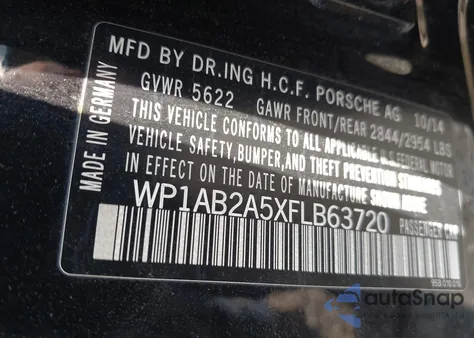 MFD BY DR.ING H.C.F. PORSCHE AG 10/14
MADE IN GERMANY
GVWR 5622 GAWR FRONT/REAR 2844/2954 LBS
THIS VEHICLE CONFORMS TO ALL APPLICABLE U.S. FEDERAL MOTOR
VEHICLE SAFETY, BUMPER, AND THEFT PREVENTION STANDARDS
IN EFFECT ON THE DATE OF MANUFACTURE SHOWN ABOVE
WP1AB2A5XFLB63720
PASSENGER CAR
autoSnap